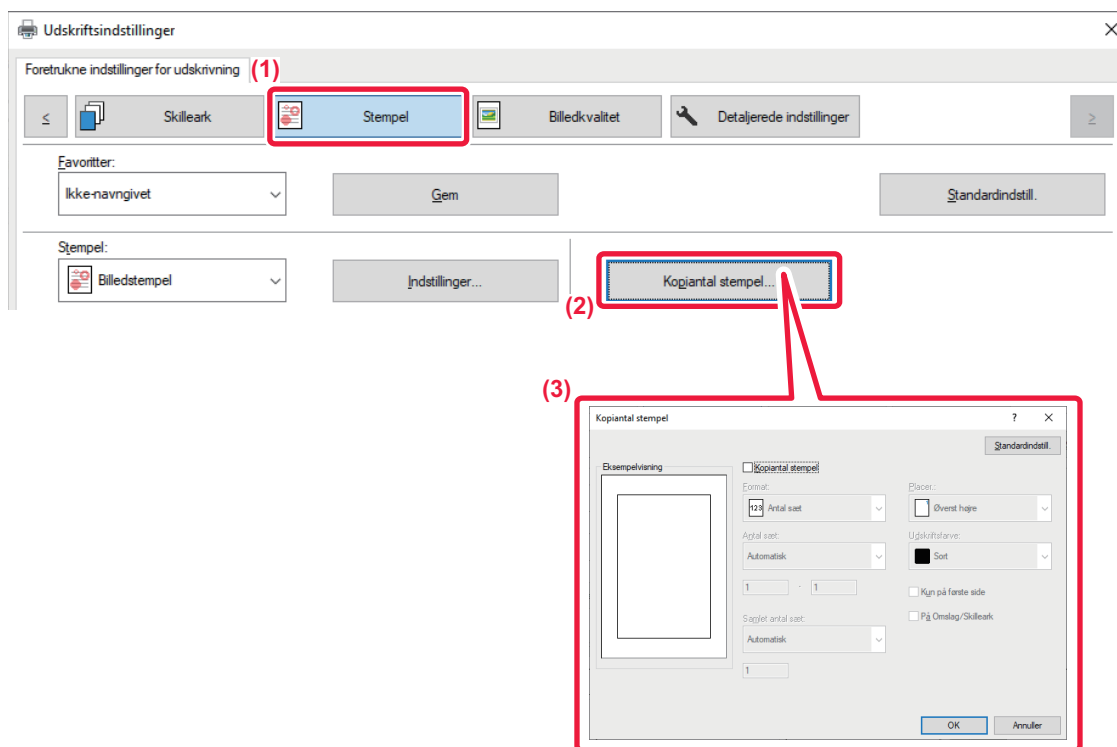 Udskriftsindstillinger
Foretrukne indstillinger for udskrivning
(1)
< Skilleark Stempel Billedkvalitet Detaljerede indstillinger >
Favoritter:
Ikke-navngivet Gem Standardindstill.
Stempel:
Billedstempel Indstillinger... Kopiantal stempel...
(2)
(3)
Kopiantal stempel ?
Standardindstill.
Eksempelvisning Kopiantal stempel
Format: Placer.:
123 Antal sæt Øverst højre
Antal sæt: Udskriftsfarve:
Automatisk Sort
1 - 1 Kun på første side
Samlet antal sæt: På Omslag/Skilleark
Automatisk
1
OK Annuller